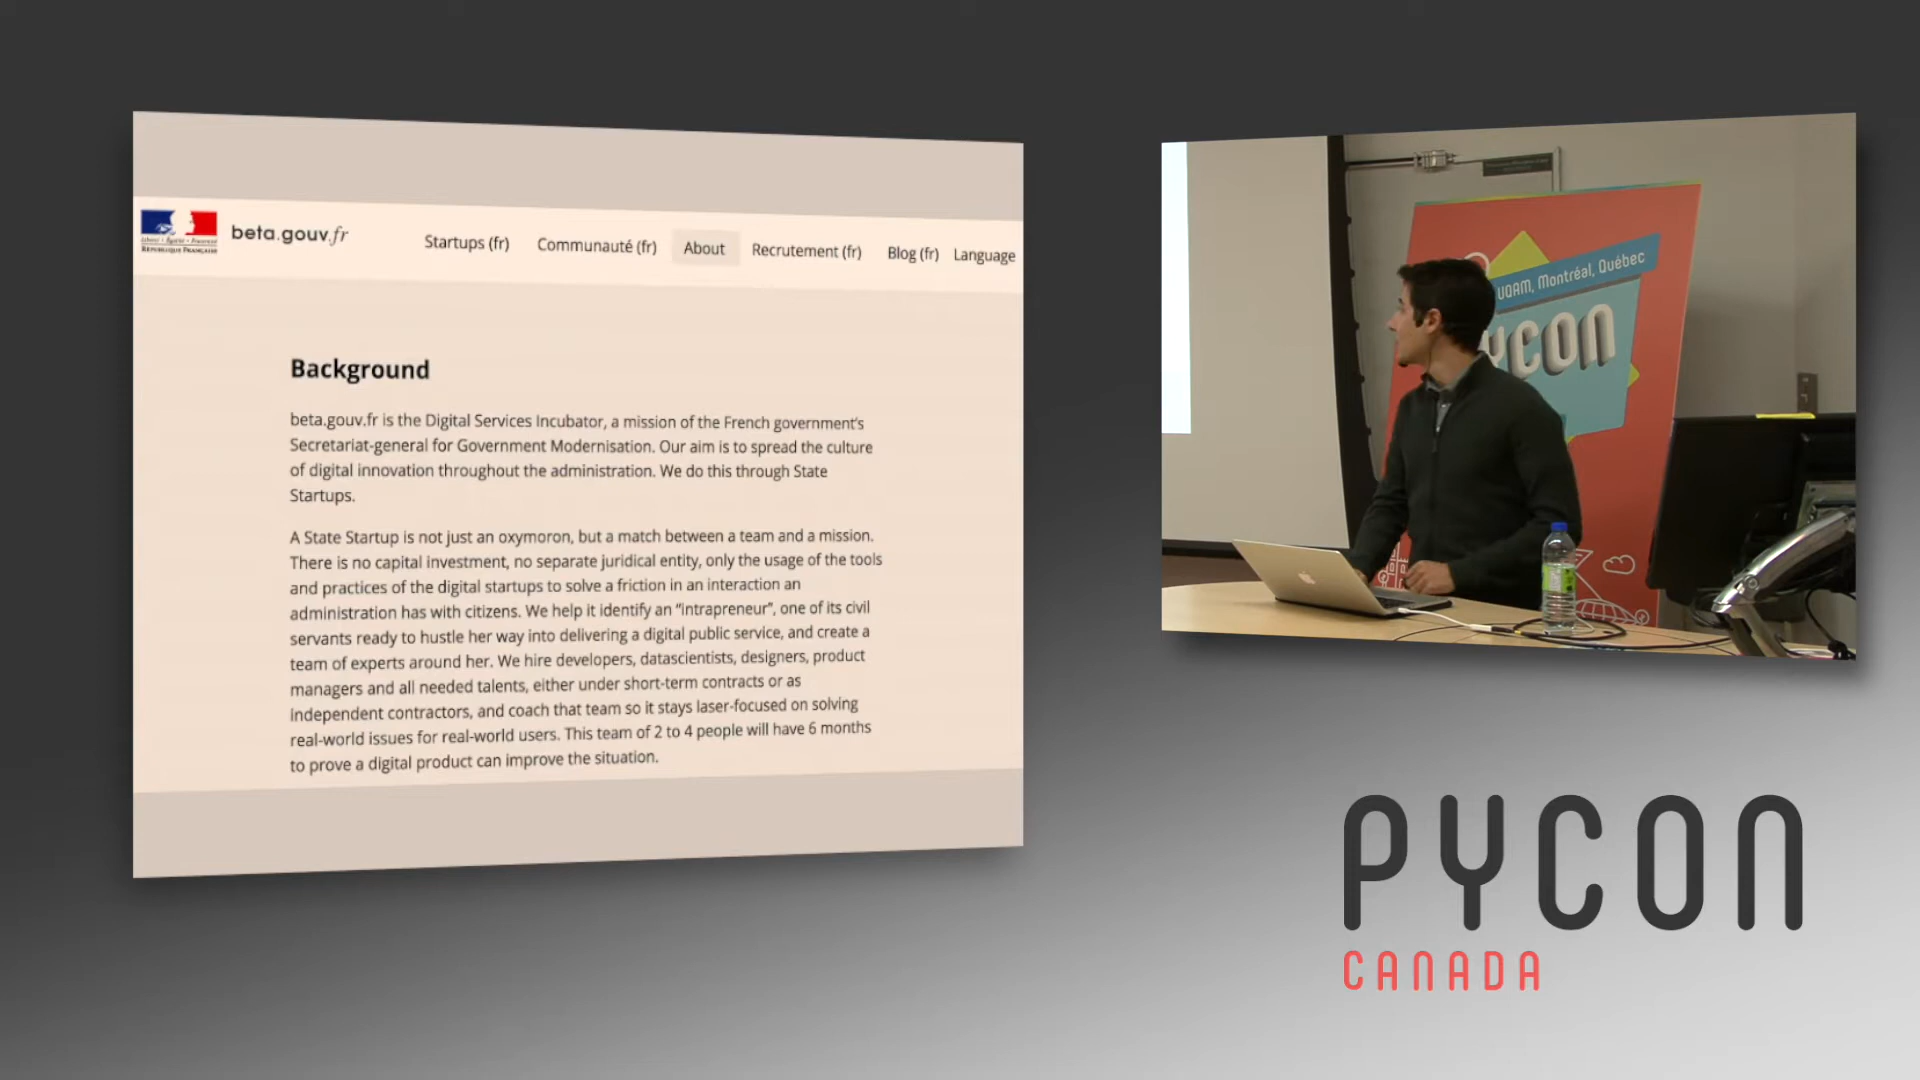 beta.gouv.fr
Startups (fr) Communauté (fr) About Recrutement (fr) Blog (fr) Language
RÉPUBLIQUE FRANÇAISE
Background
beta.gouv.fr is the Digital Services Incubator, a mission of the French government's
Secretariat-general for Government Modernisation. Our aim is to spread the culture
of digital innovation throughout the administration. We do this through State
Startups.
A State Startup is not just an oxymoron, but a match between a team and a mission.
There is no capital investment, no separate juridical entity, only the usage of the tools
and practices of the digital startups to solve a friction in an interaction an
administration has with citizens. We help it identify an “intrapreneur”, one of its civil
servants ready to hustle her way into delivering a digital public service, and create a
team of experts around her. We hire developers, datascientists, designers, product
managers and all needed talents, either under short-term contracts or as
independent contractors, and coach that team so it stays laser-focused on solving
real-world issues for real-world users. This team of 2 to 4 people will have 6 months
to prove a digital product can improve the situation.
UQAM, Montréal, Québec
YCON
PYCON
CANADA